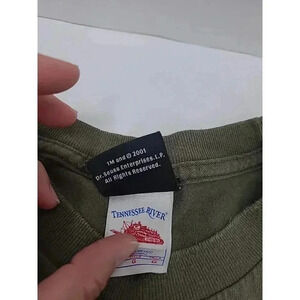 TM and © 2001
Dr. Seuss Enterprises, L.P.
All Rights Reserved.
TENNESSEE RIVER